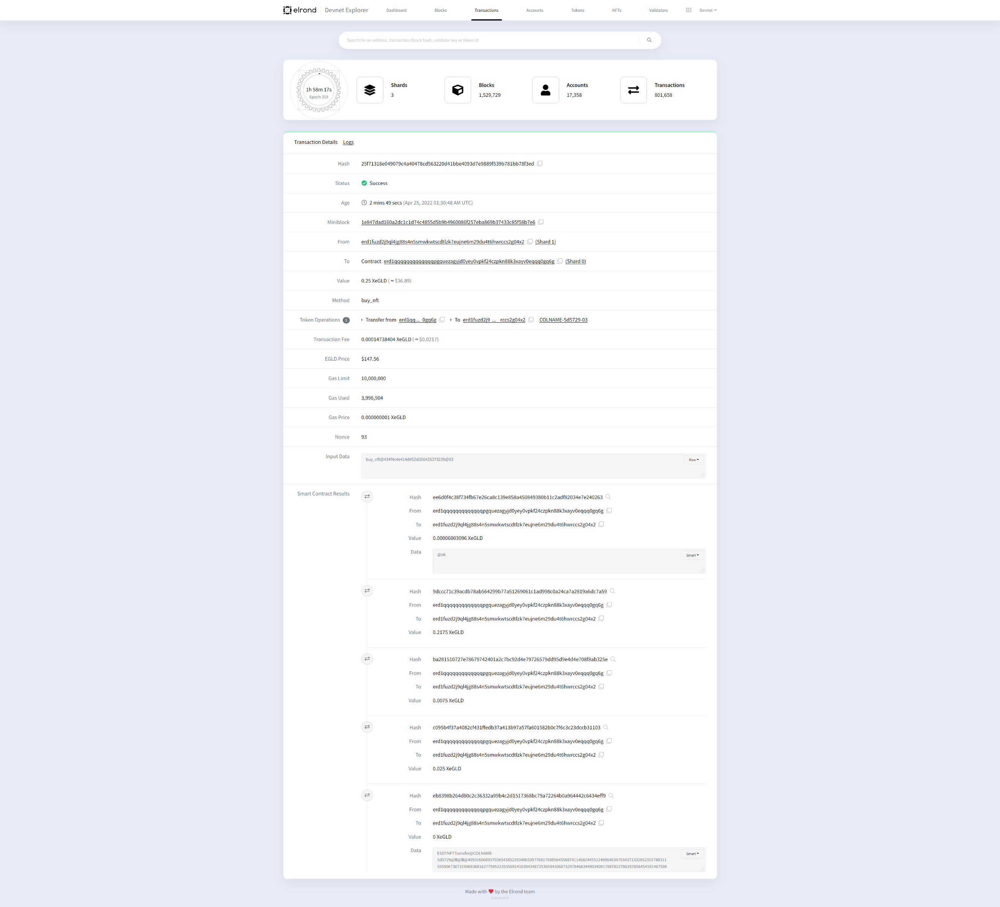 elrond Devnet Explorer Dashboard Blocks Transactions Accounts Tokens NFTs Validators Devnet
Search for an address, transaction/block hash, validator key or token id
1h 58m 17s
Epoch 319
Shards
3
Blocks
1,529,729
Accounts
17,358
Transactions
801,658
Transaction Details Logs
Hash 25f71318e049079c4a40478cd563220d41bbe4093d7e9889f539b781bb78f3ed
Status Success
Age 2 mins 49 secs (Apr 25, 2022 01:30:48 AM UTC)
Miniblock 1e847dad160a2dc1c1d74c4855d5b9b4960086f257eba869b37433c85f58b7e6
From erd1fuzd2j9ql4jg88s4n5smwkwtscdtlzk7eujne6m29du4t6hwrccs2g04x2 (Shard 1)
To Contract erd1qqqqqqqqqqqqqpgquezagyjd0yey0vpkf24czpkn88k3xayv0eqqq0gq6g (Shard 0)
Value 0.25 XeGLD (≈ $36.89)
Method buy_nft
Token Operations 1 Transfer from erd1qq... 0gq6g To erd1fuzd2j9 ... rccs2g04x2 COLNAME-5d5729-03
Transaction Fee 0.00014738404 XeGLD (≈ $0.0217)
EGLD Price $147.56
Gas Limit 10,000,000
Gas Used 3,996,904
Gas Price 0.000000001 XeGLD
Nonce 93
Input Data buy_nft@434f4c4e414d452d356435373239@03 Raw
Smart Contract Results
Hash ee6d0f4c38f734fb67e26ca8c139e858a450849380b11c2adf82034e7e240263
From erd1qqqqqqqqqqqqqpgquezagyjd0yey0vpkf24czpkn88k3xayv0eqqq0gq6g
To erd1fuzd2j9ql4jg88s4n5smwkwtscdtlzk7eujne6m29du4t6hwrccs2g04x2
Value 0.00006003096 XeGLD
Data @ok Smart
Hash 9dccc71c39acdb78ab564299b77a51269061c1ad998c0a24ca7a2819a6dc7a59
From erd1qqqqqqqqqqqqqpgquezagyjd0yey0vpkf24czpkn88k3xayv0eqqq0gq6g
To erd1fuzd2j9ql4jg88s4n5smwkwtscdtlzk7eujne6m29du4t6hwrccs2g04x2
Value 0.2175 XeGLD
Hash ba281510727e78679742401a2c7bc92d4e79726579dd95d9e4d4e708f8ab325e
From erd1qqqqqqqqqqqqqpgquezagyjd0yey0vpkf24czpkn88k3xayv0eqqq0gq6g
To erd1fuzd2j9ql4jg88s4n5smwkwtscdtlzk7eujne6m29du4t6hwrccs2g04x2
Value 0.0075 XeGLD
Hash c095b4f37a4082cf431ffedb37a413b97a57fa601582b0c7f6c3c23dccb31103
From erd1qqqqqqqqqqqqqpgquezagyjd0yey0vpkf24czpkn88k3xayv0eqqq0gq6g
To erd1fuzd2j9ql4jg88s4n5smwkwtscdtlzk7eujne6m29du4t6hwrccs2g04x2
Value 0.025 XeGLD
Hash eb8398b264d80c2c36332a99b4c2d1517368bc79a72264b0a964442c6434eff9
From erd1qqqqqqqqqqqqqpgquezagyjd0yey0vpkf24czpkn88k3xayv0eqqq0gq6g
To erd1fuzd2j9ql4jg88s4n5smwkwtscdtlzk7eujne6m29du4t6hwrccs2g04x2
Value 0 XeGLD
Data ESDTNFTTransfer@COLNAME- Smart
Made with ❤ by the Elrond team